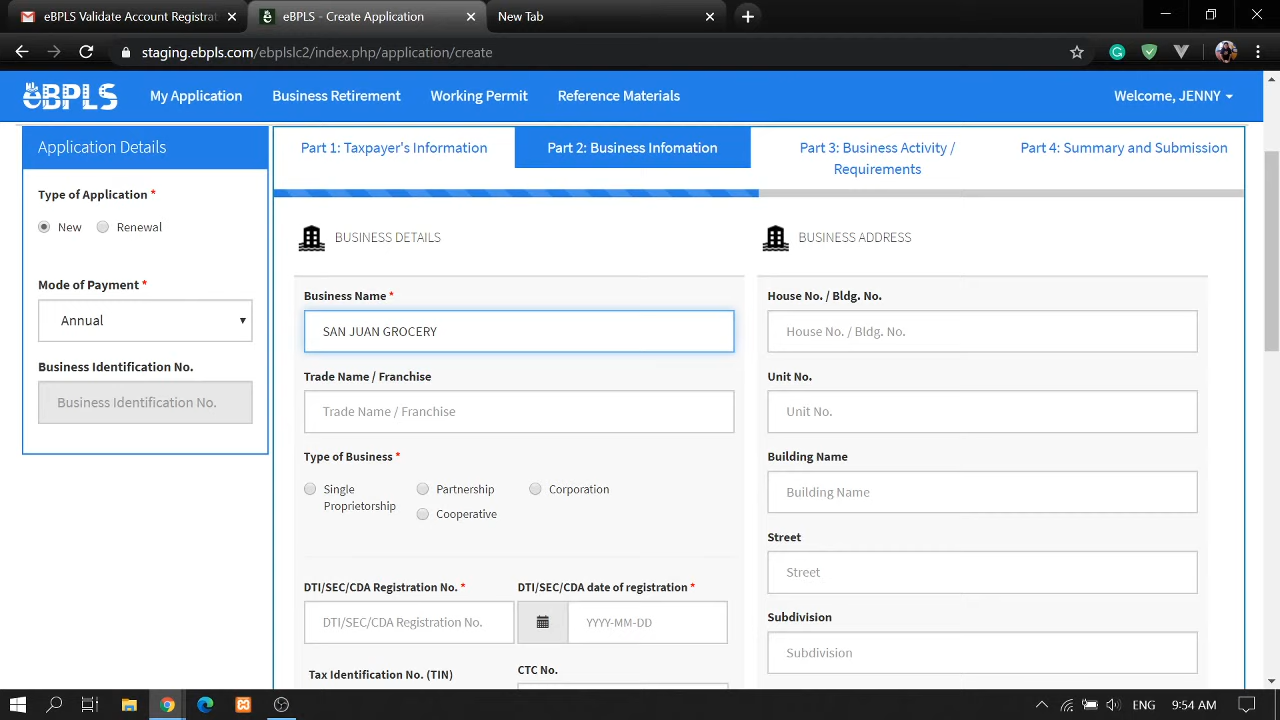 eBPLS Validate Account Registrat
eBPLS - Create Application
New Tab
staging.ebpls.com/ebplslc2/index.php/application/create
eBPLS
My Application
Business Retirement
Working Permit
Reference Materials
Welcome, JENNY
Application Details
Type of Application *
New
Renewal
Mode of Payment *
Annual
Business Identification No.
Business Identification No.
Part 1: Taxpayer's Information
Part 2: Business Infomation
Part 3: Business Activity /
Requirements
Part 4: Summary and Submission
BUSINESS DETAILS
Business Name *
SAN JUAN GROCERY
Trade Name / Franchise
Trade Name / Franchise
Type of Business *
Single
Proprietorship
Partnership
Corporation
Cooperative
DTI/SEC/CDA Registration No. *
DTI/SEC/CDA Registration No.
DTI/SEC/CDA date of registration *
YYYY-MM-DD
Tax Identification No. (TIN)
CTC No.
BUSINESS ADDRESS
House No. / Bldg. No.
House No. / Bldg. No.
Unit No.
Unit No.
Building Name
Building Name
Street
Street
Subdivision
Subdivision
ENG
9:54 AM